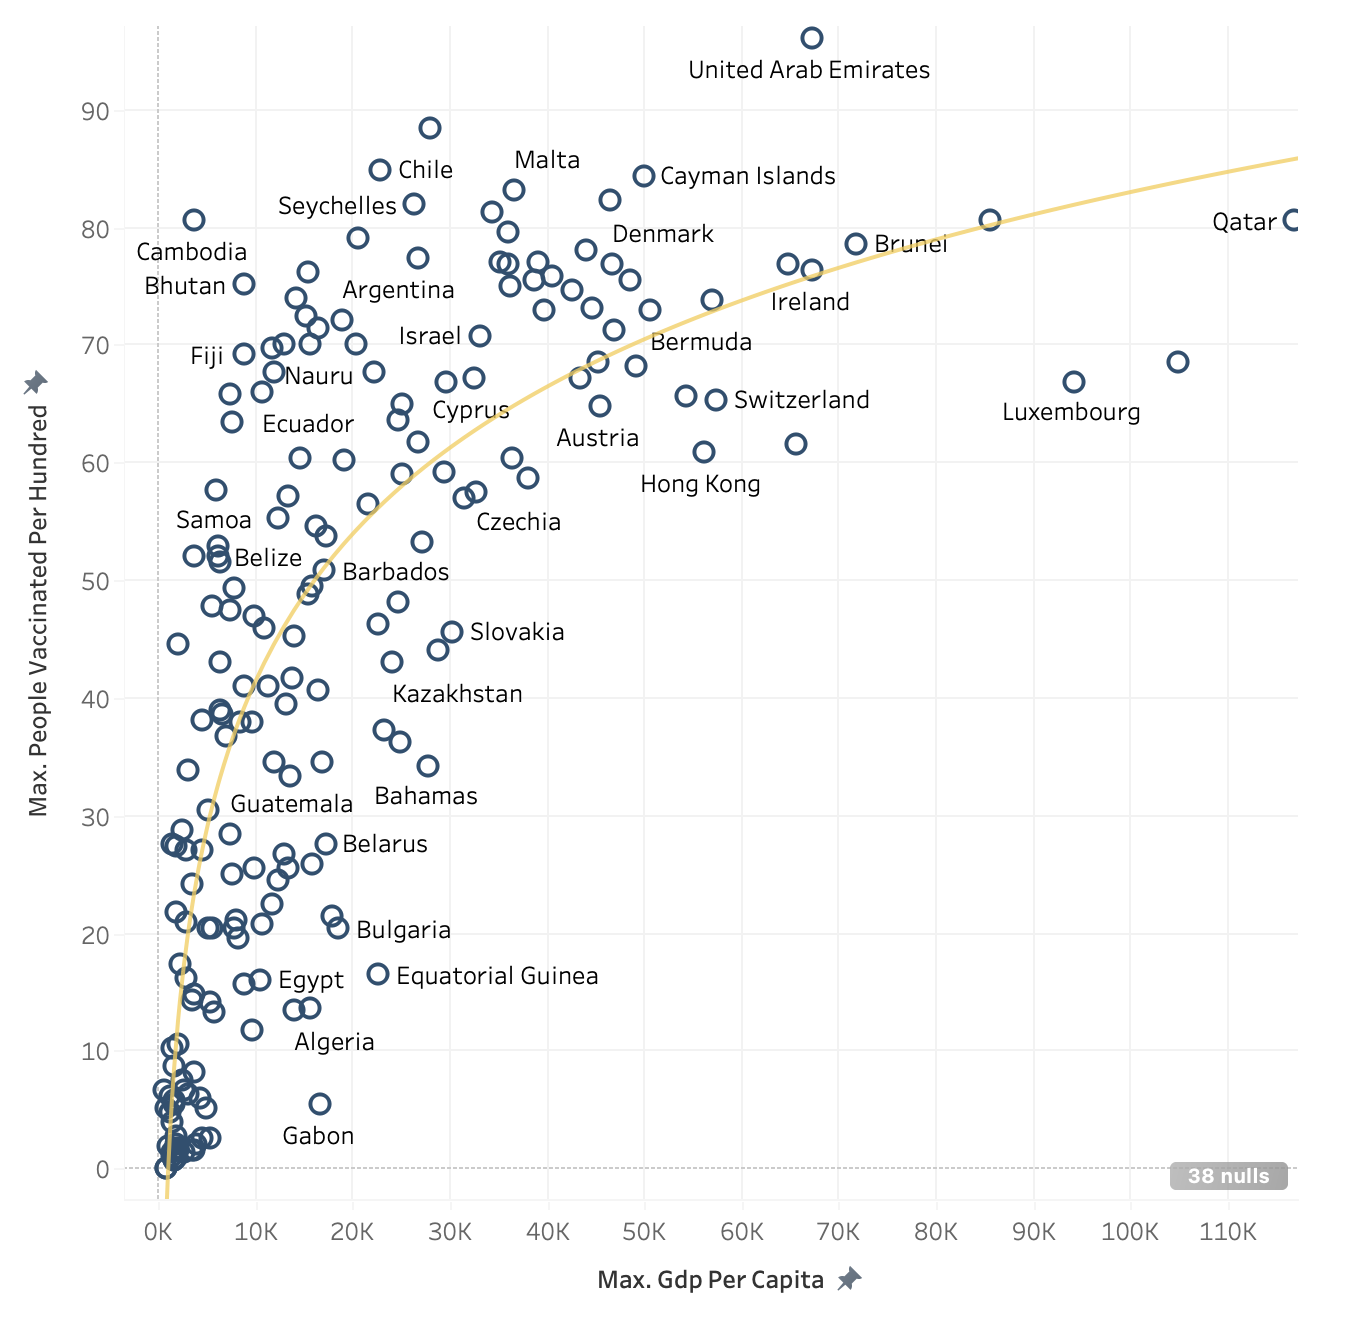 United Arab Emirates
90
Malta
Chile
Cayman Islands
Seychelles
80
Qatar
Denmark
Brunei
Cambodia
Bhutan
Argentina
Ireland
Israel
Bermuda
70
Fiji
Nauru
Switzerland
Cyprus
Luxembourg
Ecuador
Austria
60
Hong Kong
Samoa
Czechia
Belize
Barbados
50
Slovakia
Kazakhstan
40
Bahamas
Guatemala
30
Belarus
20
Bulgaria
Equatorial Guinea
Egypt
Algeria
10
Gabon
0
38 nulls
Max. People Vaccinated Per Hundred
0K 10K 20K 30K 40K 50K 60K 70K 80K 90K 100K 110K
Max. Gdp Per Capita